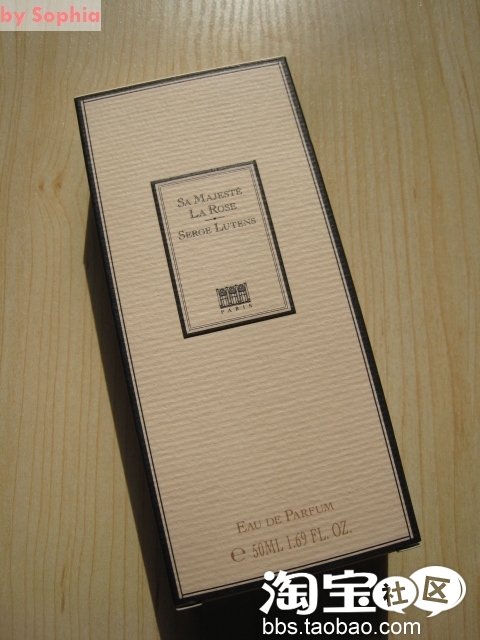 by Sophia
SA MAJESTE
LA ROSE
SERGE LUTENS
PARIS
EAU DE PARFUM
℮ 50ML 1.69 FL. OZ.
淘宝社区
bbs.taobao.com